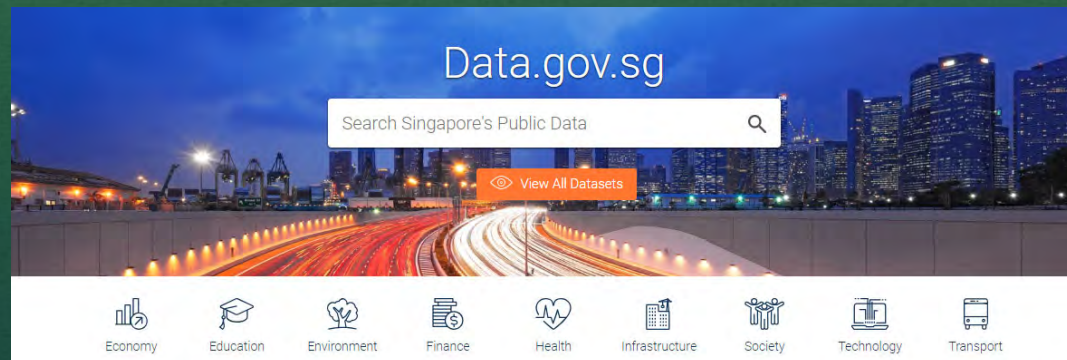 Data.gov.sg
Search Singapore's Public Data
View All Datasets
Economy Education Environment Finance Health Infrastructure Society Technology Transport